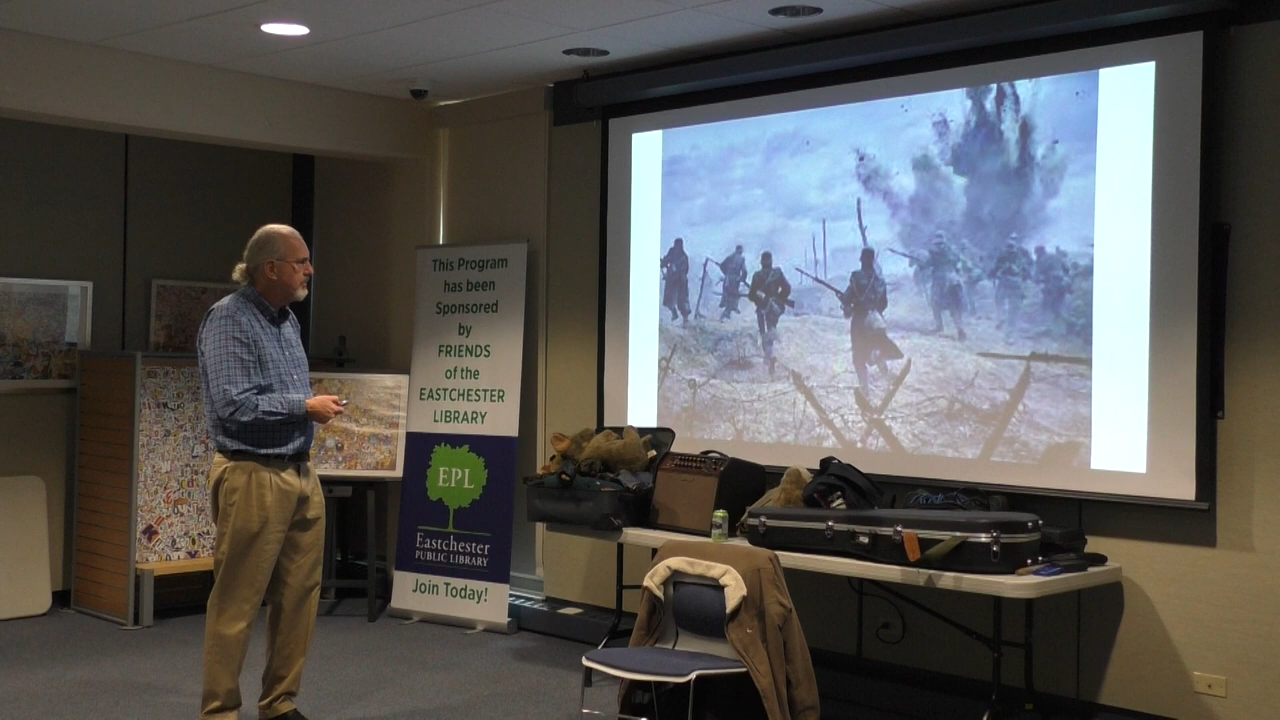 This Program
has been
Sponsored
by
FRIENDS
of the
EASTCHESTER
LIBRARY
EPL
Eastchester
PUBLIC LIBRARY
Join Today!